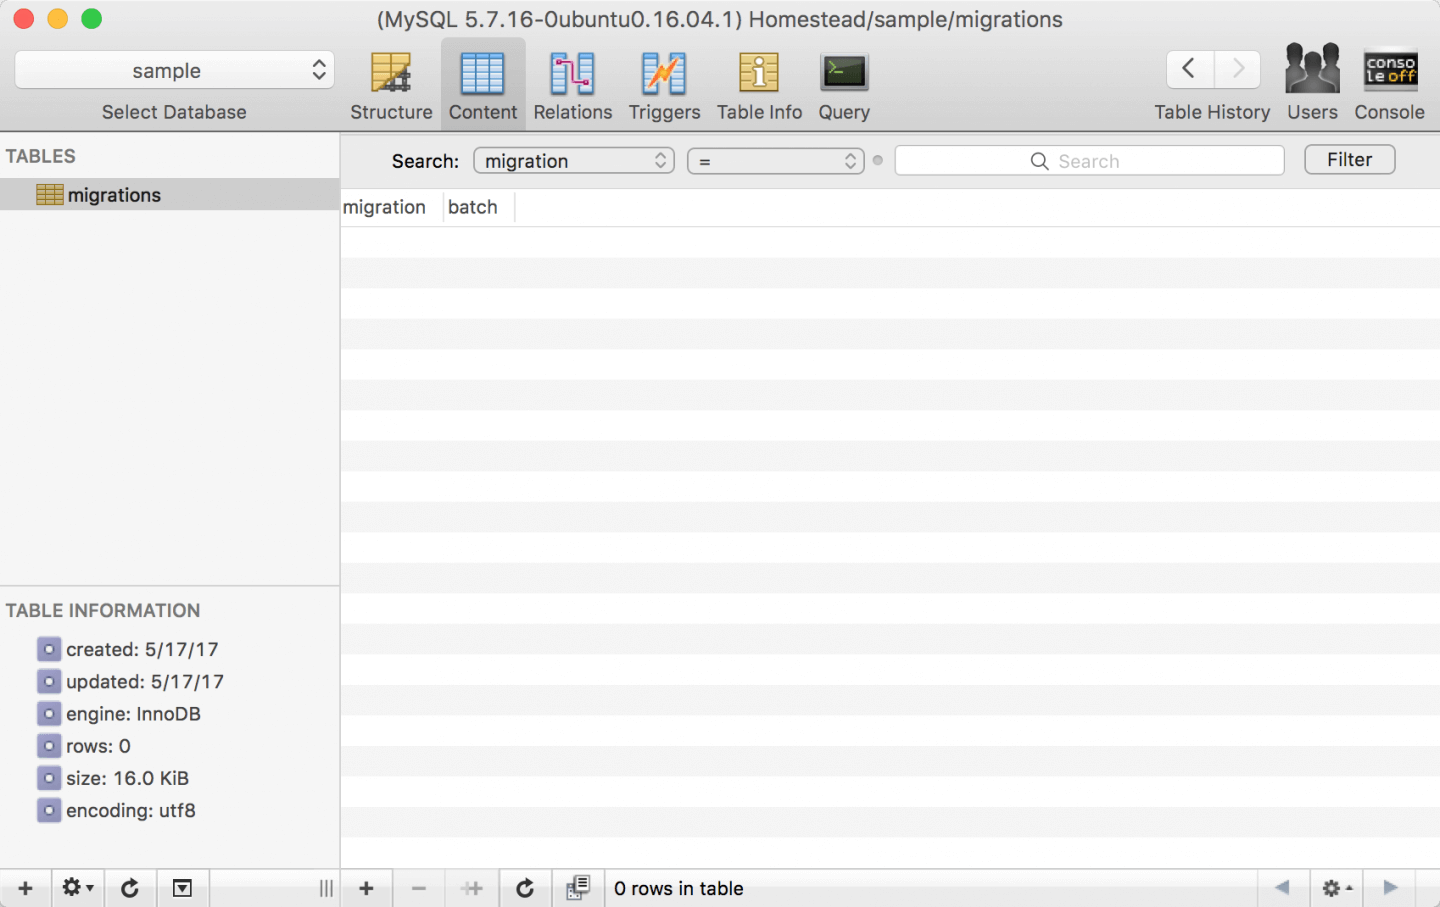 (MySQL 5.7.16-0ubuntu0.16.04.1) Homestead/sample/migrations
sample
conso
le off
Select Database
Structure
Content
Relations
Triggers
Table Info
Query
Table History
Users
Console
TABLES
migrations
Search:
migration
=
Search
Filter
migration
batch
TABLE INFORMATION
created: 5/17/17
updated: 5/17/17
engine: InnoDB
rows: 0
size: 16.0 KiB
encoding: utf8
0 rows in table